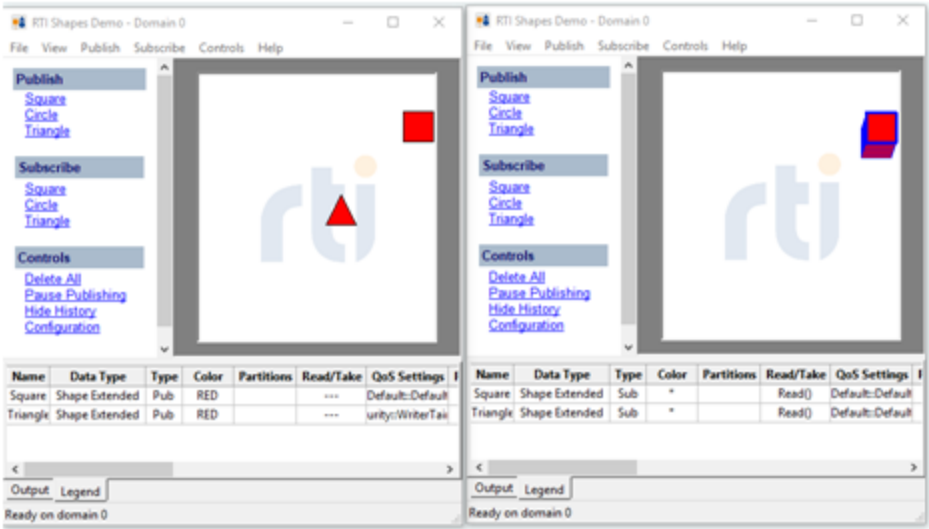 RTI Shapes Demo - Domain 0
File View Publish Subscribe Controls Help
Publish
Square
Circle
Triangle
Subscribe
Square
Circle
Triangle
Controls
Delete All
Pause Publishing
Hide History
Configuration
rti
Name Data Type Type Color Partitions Read/Take QoS Settings
Square Shape Extended Pub RED --- Default::Default
Triangle Shape Extended Pub RED --- urity::WriterTai
Output Legend
Ready on domain 0
RTI Shapes Demo - Domain 0
File View Publish Subscribe Controls Help
Publish
Square
Circle
Triangle
Subscribe
Square
Circle
Triangle
Controls
Delete All
Pause Publishing
Hide History
Configuration
rti
Name Data Type Type Color Partitions Read/Take QoS Settings
Square Shape Extended Sub * Read() Default::Default
Triangle Shape Extended Sub * Read() Default::Default
Output Legend
Ready on domain 0